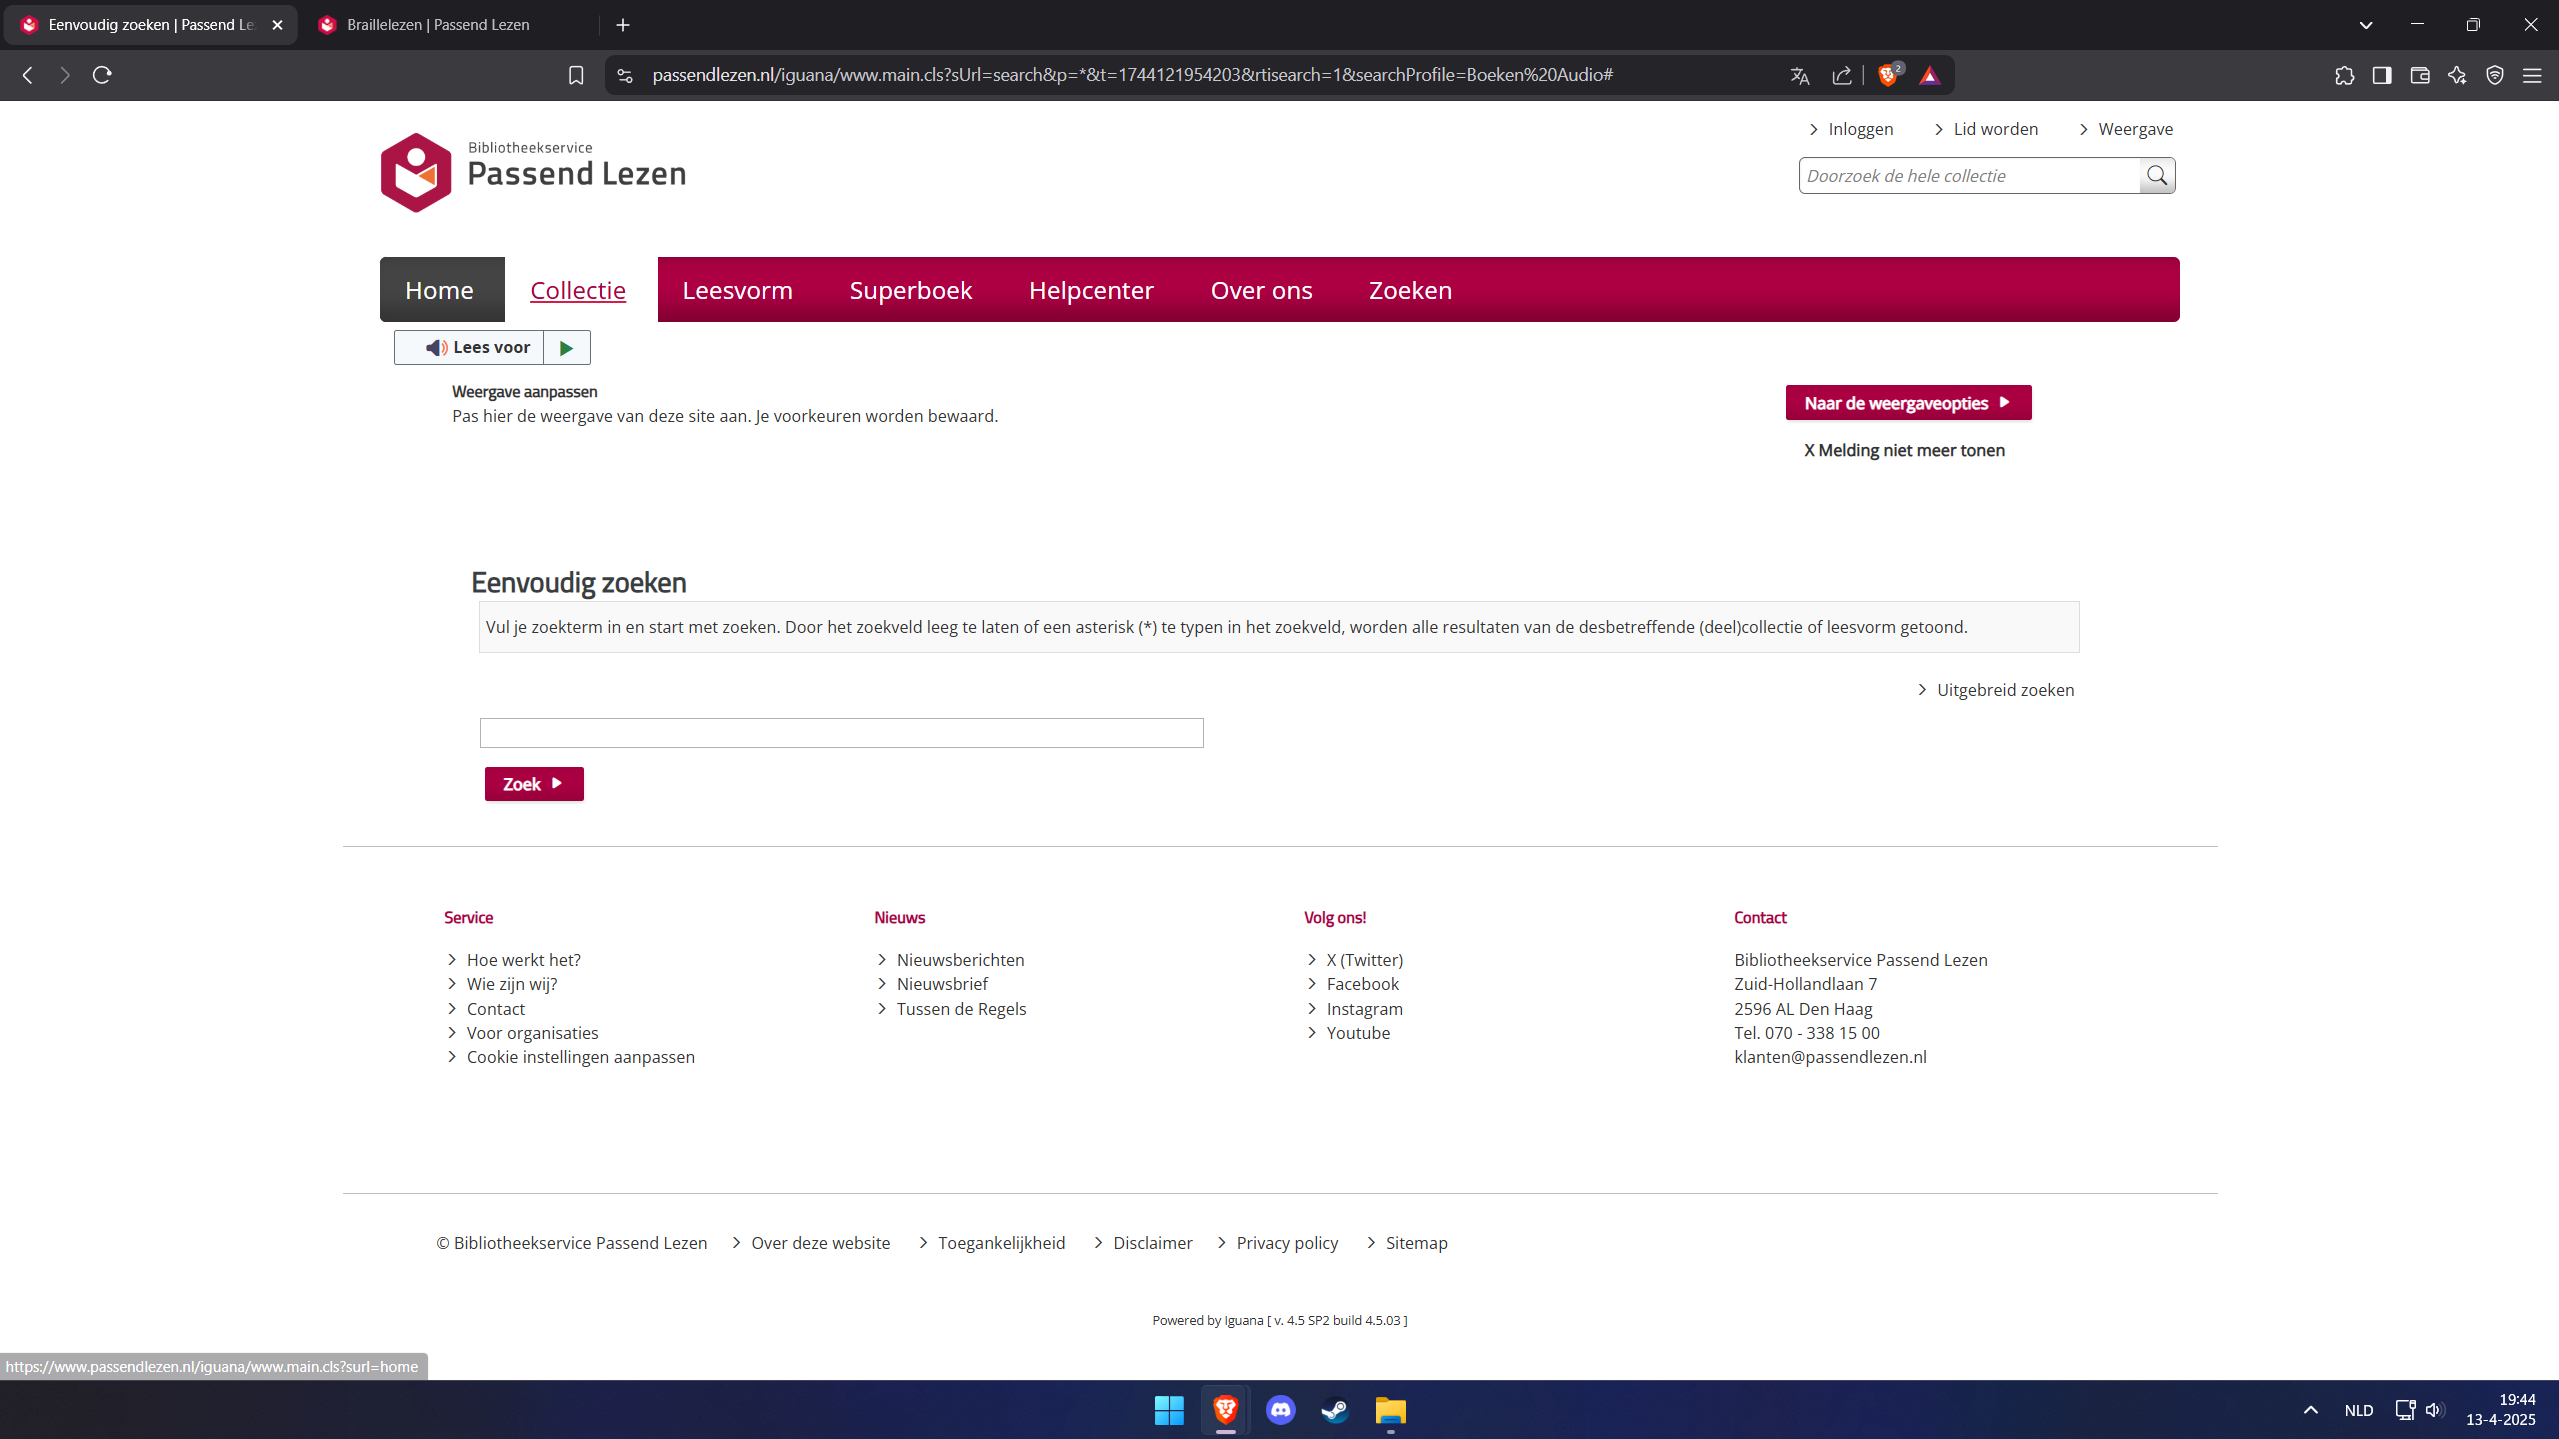 Eenvoudig zoeken | Passend Le
Braillelezen | Passend Lezen
passendlezen.nl/iguana/www.main.cls?sUrl=search&p=*&t=1744121954203&rtisearch=1&searchProfile=Boeken%20Audio#
2
Inloggen
Lid worden
Weergave
Bibliotheekservice
Passend Lezen
Doorzoek de hele collectie
Home
Collectie
Leesvorm
Superboek
Helpcenter
Over ons
Zoeken
Lees voor
Weergave aanpassen
Pas hier de weergave van deze site aan. Je voorkeuren worden bewaard.
Naar de weergaveopties
X Melding niet meer tonen
Eenvoudig zoeken
Vul je zoekterm in en start met zoeken. Door het zoekveld leeg te laten of een asterisk (*) te typen in het zoekveld, worden alle resultaten van de desbetreffende (deel)collectie of leesvorm getoond.
Uitgebreid zoeken
Zoek
Service
Hoe werkt het?
Wie zijn wij?
Contact
Voor organisaties
Cookie instellingen aanpassen
Nieuws
Nieuwsberichten
Nieuwsbrief
Tussen de Regels
Volg ons!
X (Twitter)
Facebook
Instagram
Youtube
Contact
Bibliotheekservice Passend Lezen
Zuid-Hollandlaan 7
2596 AL Den Haag
Tel. 070 - 338 15 00
klanten@passendlezen.nl
© Bibliotheekservice Passend Lezen
Over deze website
Toegankelijkheid
Disclaimer
Privacy policy
Sitemap
Powered by Iguana [ v. 4.5 SP2 build 4.5.03 ]
https://www.passendlezen.nl/iguana/www.main.cls?surl=home
NLD
19:44
13-4-2025